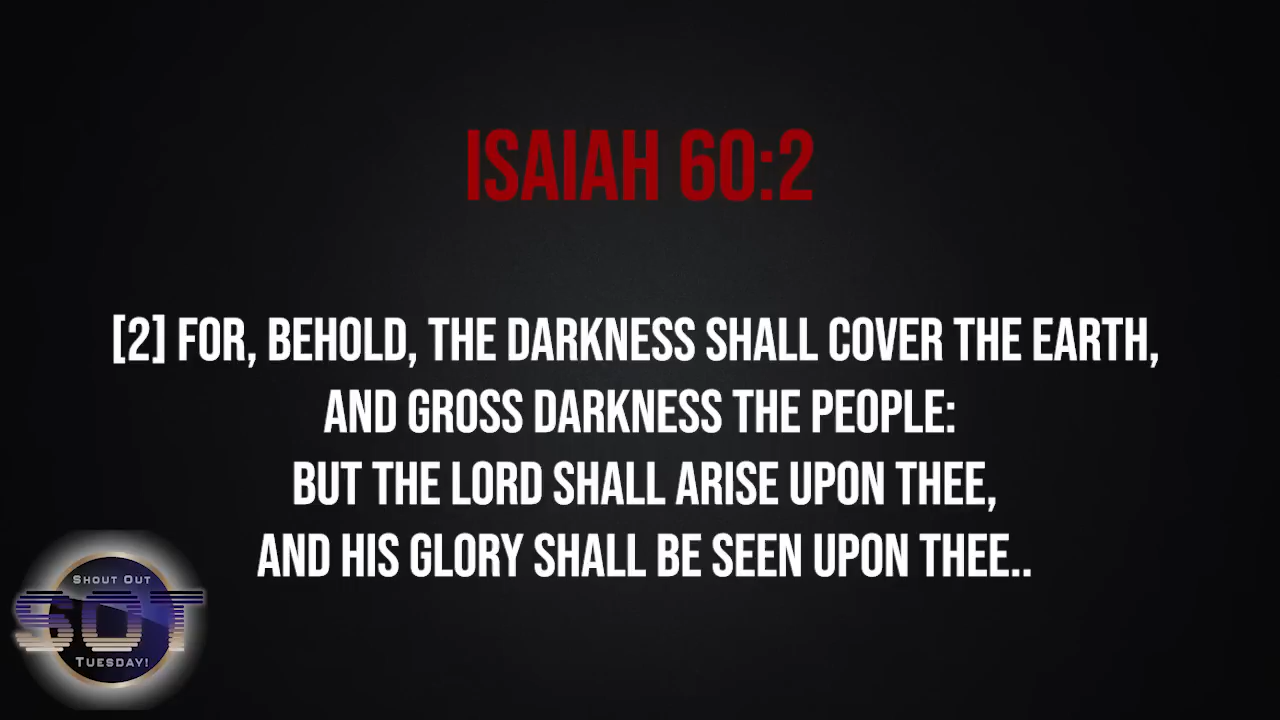 ISAIAH 60:2
[2] FOR, BEHOLD, THE DARKNESS SHALL COVER THE EARTH,
AND GROSS DARKNESS THE PEOPLE:
BUT THE LORD SHALL ARISE UPON THEE,
AND HIS GLORY SHALL BE SEEN UPON THEE..
SHOUT OUT
SOT
TUESDAY!